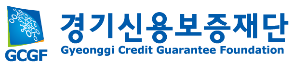 경기신용보증재단
GCGF Gyeonggi Credit Guarantee Foundation